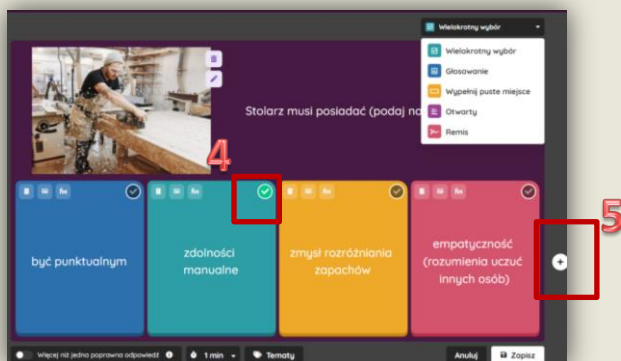 Wielokrotny wybór
Wielokrotny wybór
Głosowanie
Wypełnij puste miejsce
Otwarty
Remis
Stolarz musi posiadać (podaj
4
być punktualnym
zdolności
manualne
zmysł rozróżniania
zapachów
empatyczność
(rozumienia uczuć
innych osób)
5
Więcej niż jedna poprawna odpowiedź
1 min
Tematy
Anuluj
Zapisz